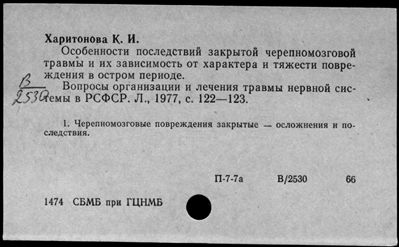 Харитонова К. И.
Особенности последствий закрытой черепномозговой
травмы и их зависимость от характера и тяжести повре-
ждения в остром периоде.
В
2530
Вопросы организации и лечения травмы нервной сис-
темы в РСФСР. Л., 1977, с. 122—123.
1. Черепномозговые повреждения закрытые — осложнения и по-
следствия.
П-7-7а В/2530 66
1474 СБМБ при ГЦНМБ